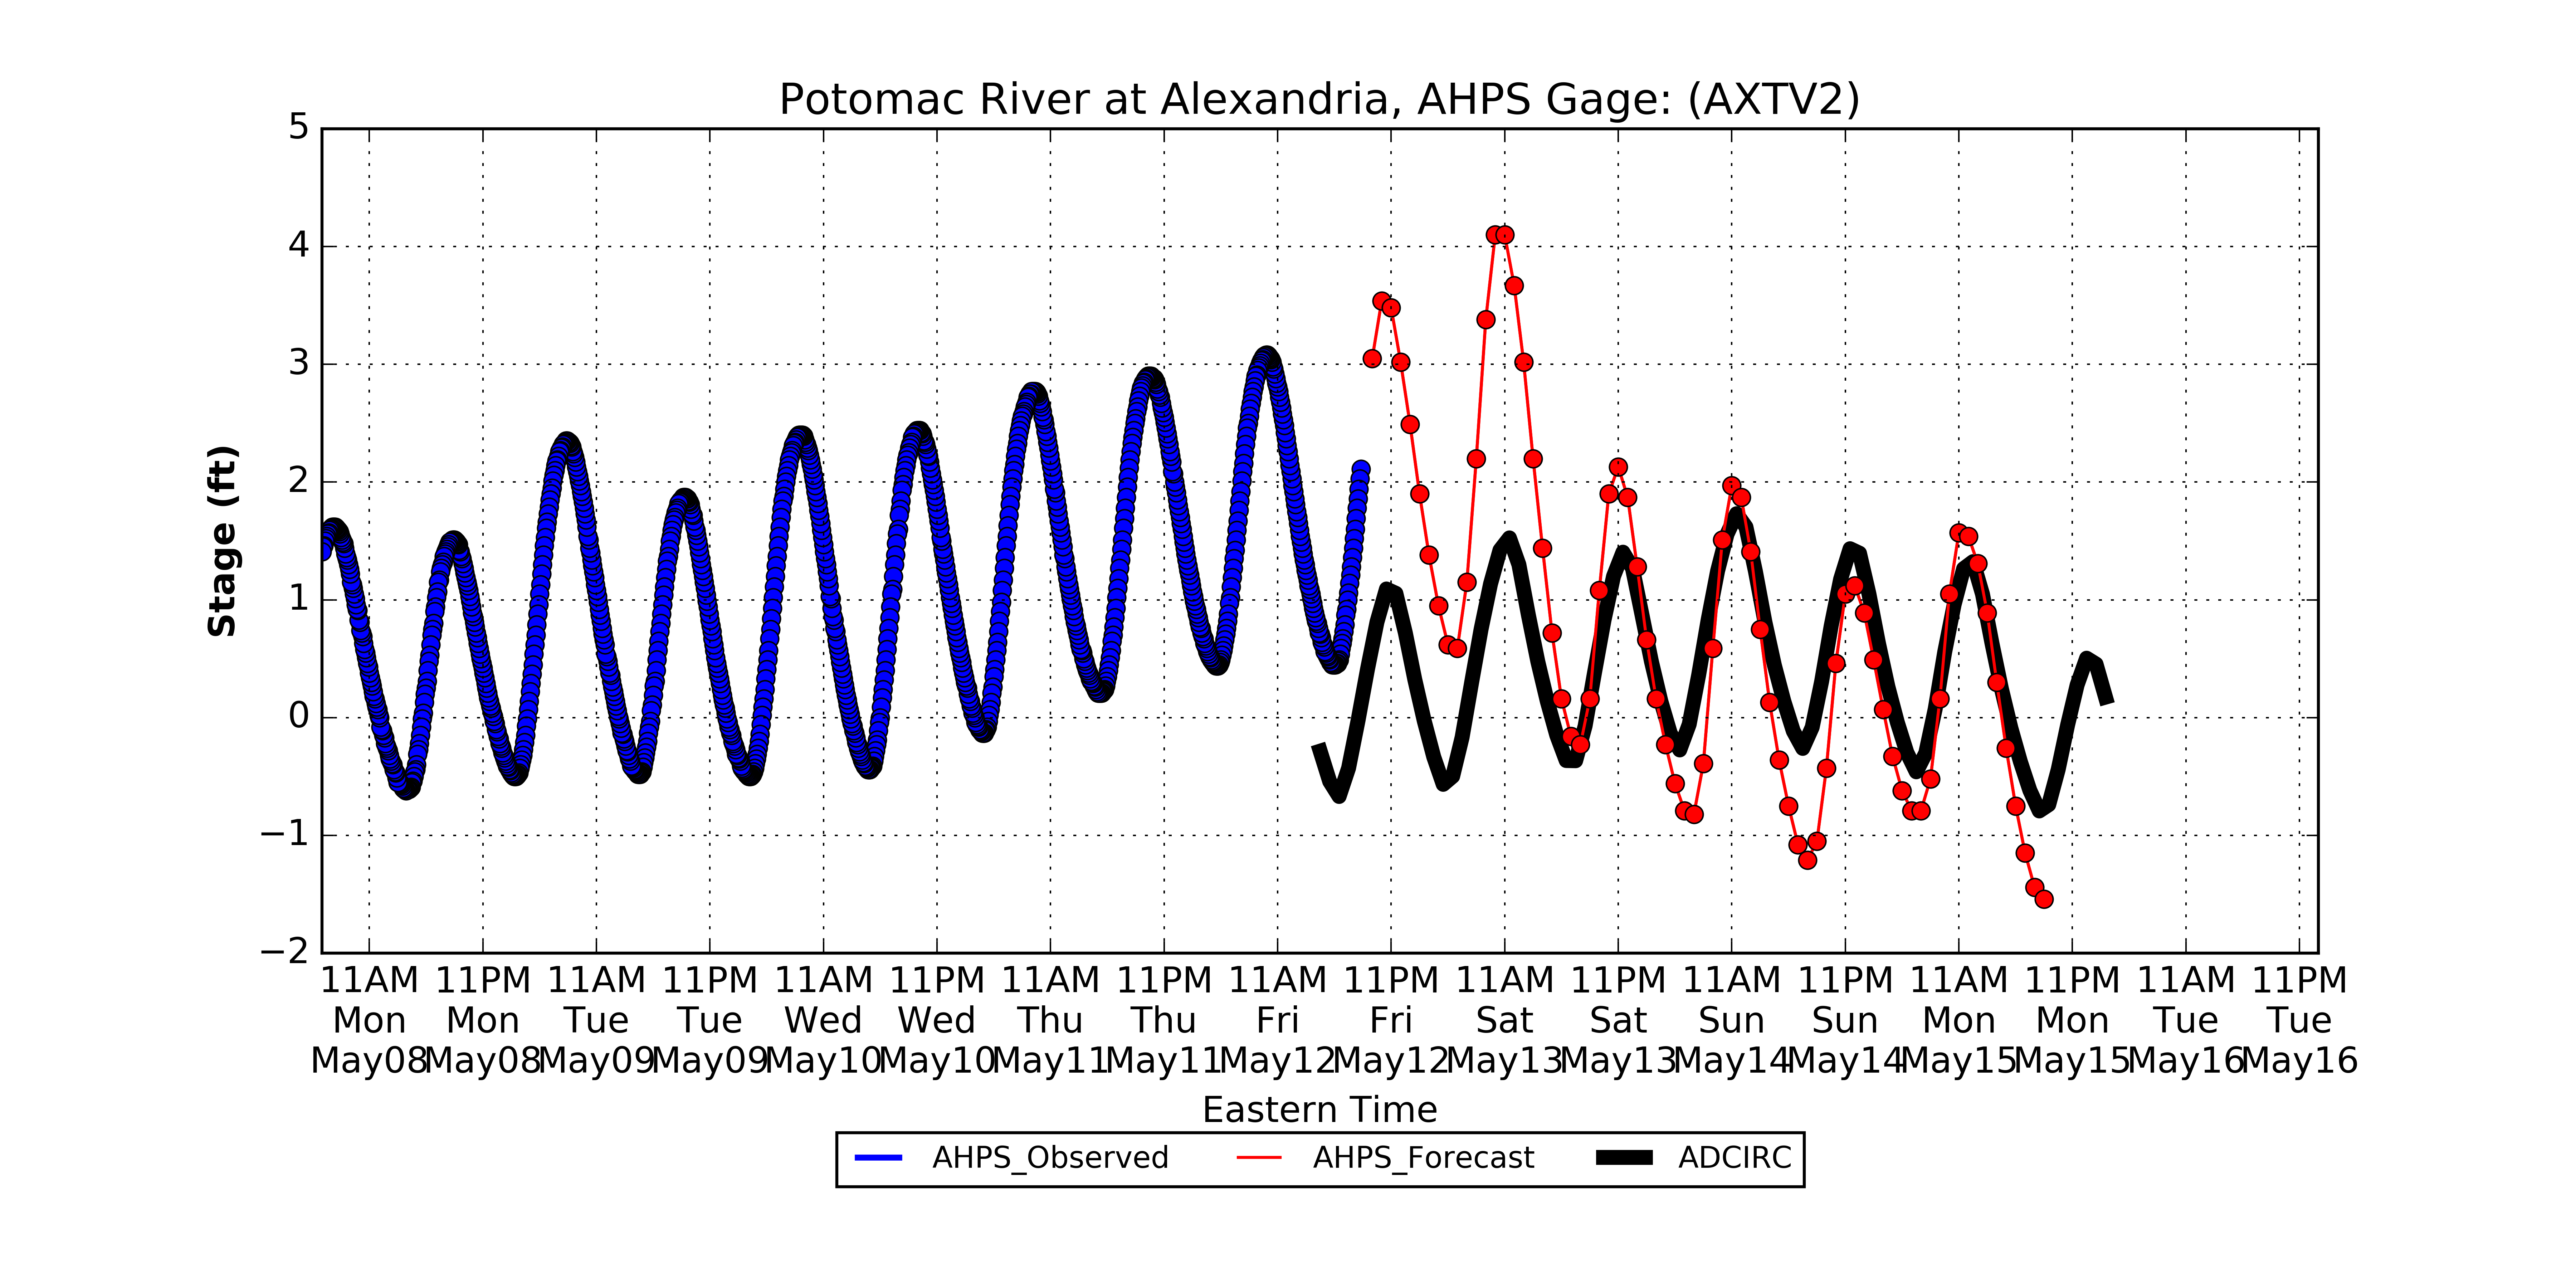 Potomac River at Alexandria, AHPS Gage: (AXTV2)
5
4
3
2
1
0
−1
−2
Stage (ft)
11AM 11PM 11AM 11PM 11AM 11PM 11AM 11PM 11AM 11PM 11AM 11PM 11AM 11PM 11AM 11PM 11AM 11PM
Mon Mon Tue Tue Wed Wed Thu Thu Fri Fri Sat Sat Sun Sun Mon Mon Tue Tue
May08 May08 May09 May09 May10 May10 May11 May11 May12 May12 May13 May13 May14 May14 May15 May15 May16 May16
Eastern Time
AHPS_Observed AHPS_Forecast ADCIRC